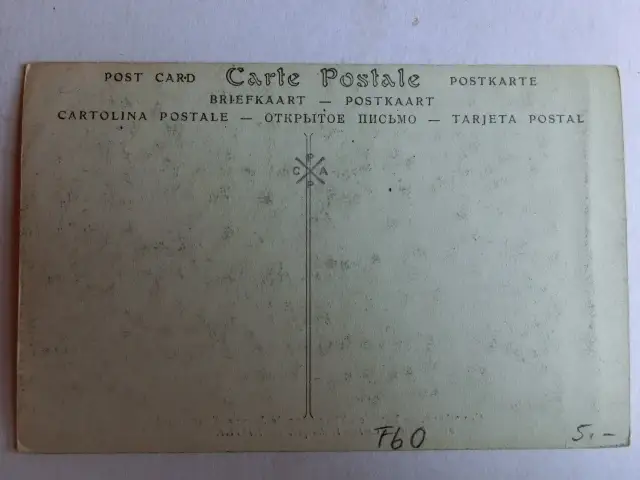 POST CARD Carte Postale POSTKARTE
BRIEFKAART — POSTKAART
CARTOLINA POSTALE — ОТКРЫТОЕ ПИСЬМО — TARJETA POSTAL
P
C A
P
F60 5.-